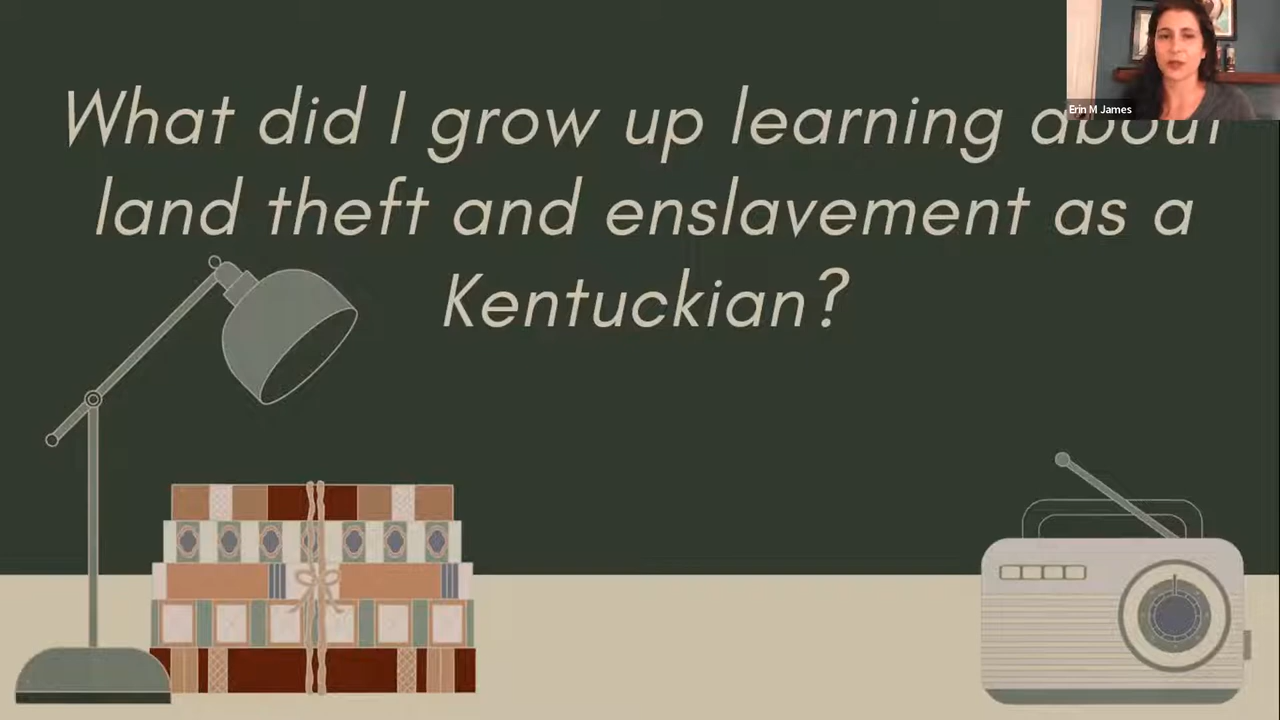 What did I grow up learning about
land theft and enslavement as a
Kentuckian?
Erin M James